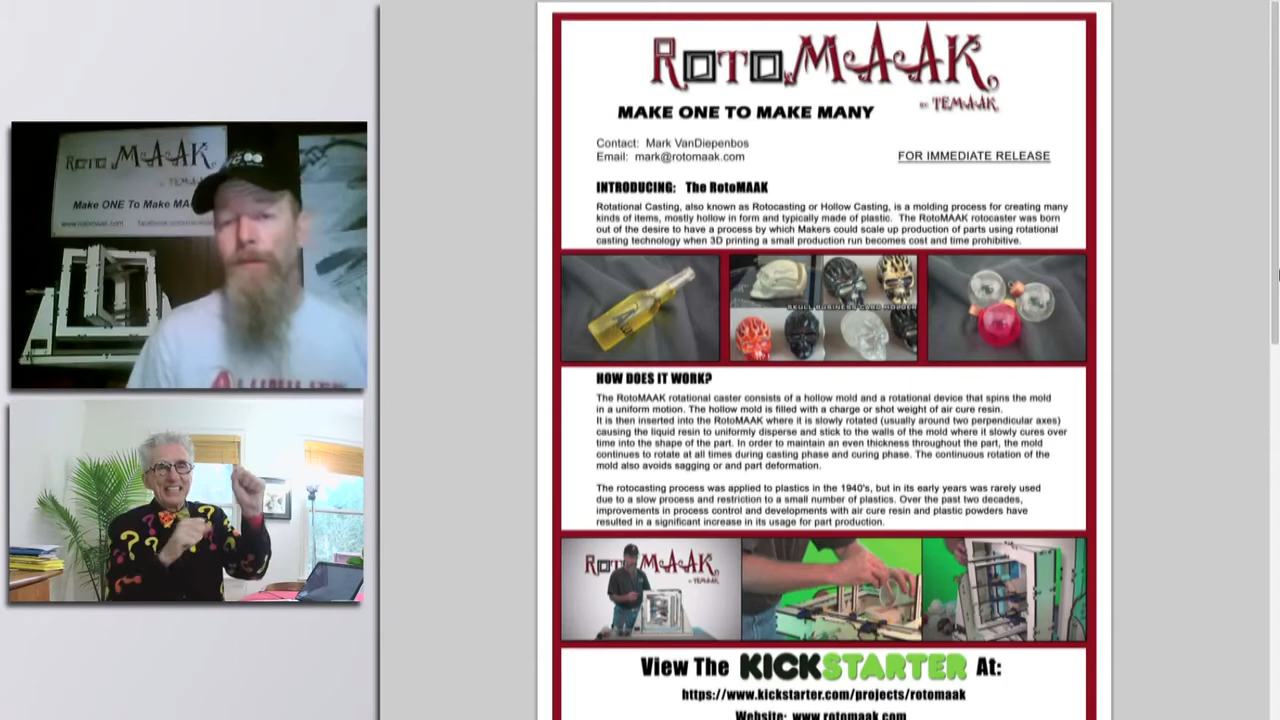 RotoMAAK
BY TEMAAK
MAKE ONE TO MAKE MANY
Contact: Mark VanDiepenbos
Email: mark@rotomaak.com
FOR IMMEDIATE RELEASE
INTRODUCING: The RotoMAAK
Rotational Casting, also known as Rotocasting or Hollow Casting, is a molding process for creating many
kinds of items, mostly hollow in form and typically made of plastic. The RotoMAAK rotocaster was born
out of the desire to have a process by which Makers could scale up production of parts using rotational
casting technology when 3D printing a small production run becomes cost and time prohibitive.
SKULL BUSINESS CARD HOLDER
HOW DOES IT WORK?
The RotoMAAK rotational caster consists of a hollow mold and a rotational device that spins the mold
in a uniform motion. The hollow mold is filled with a charge or shot weight of air cure resin.
It is then inserted into the RotoMAAK where it is slowly rotated (usually around two perpendicular axes)
causing the liquid resin to uniformly disperse and stick to the walls of the mold where it slowly cures over
time into the shape of the part. In order to maintain an even thickness throughout the part, the mold
continues to rotate at all times during casting phase and curing phase. The continuous rotation of the
mold also avoids sagging or and part deformation.
The rotocasting process was applied to plastics in the 1940's, but in its early years was rarely used
due to a slow process and restriction to a small number of plastics. Over the past two decades,
improvements in process control and developments with air cure resin and plastic powders have
resulted in a significant increase in its usage for part production.
RotoMAAK
BY TEMAAK
View The KICKSTARTER At:
https://www.kickstarter.com/projects/rotomaak
Website: www.rotomaak.com
RotoMAAK
BY TEMAAK
Make ONE To Make MA
www.rotomaak.com